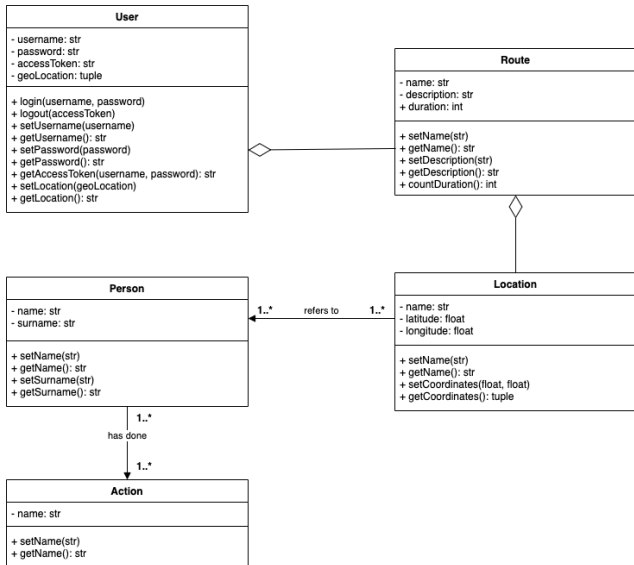 User
- username: str
- password: str
- accessToken: str
- geoLocation: tuple
+ login(username, password)
+ logout(accessToken)
+ setUsername(username)
+ getUsername(): str
+ setPassword(password)
+ getPassword(): str
+ getAccessToken(username, password): str
+ setLocation(geoLocation)
+ getLocation(): str
Route
- name: str
- description: str
+ duration: int
+ setName(str)
+ getName(): str
+ setDescription(str)
+ getDescription(): str
+ countDuration(): int
Person
- name: str
- surname: str
+ setName(str)
+ getName(): str
+ setSurname(str)
+ getSurname(): str
1..*
refers to
1..*
Location
- name: str
- latitude: float
- longitude: float
+ setName(str)
+ getName(): str
+ setCoordinates(float, float)
+ getCoordinates(): tuple
1..*
has done
1..*
Action
- name: str
+ setName(str)
+ getName(): str